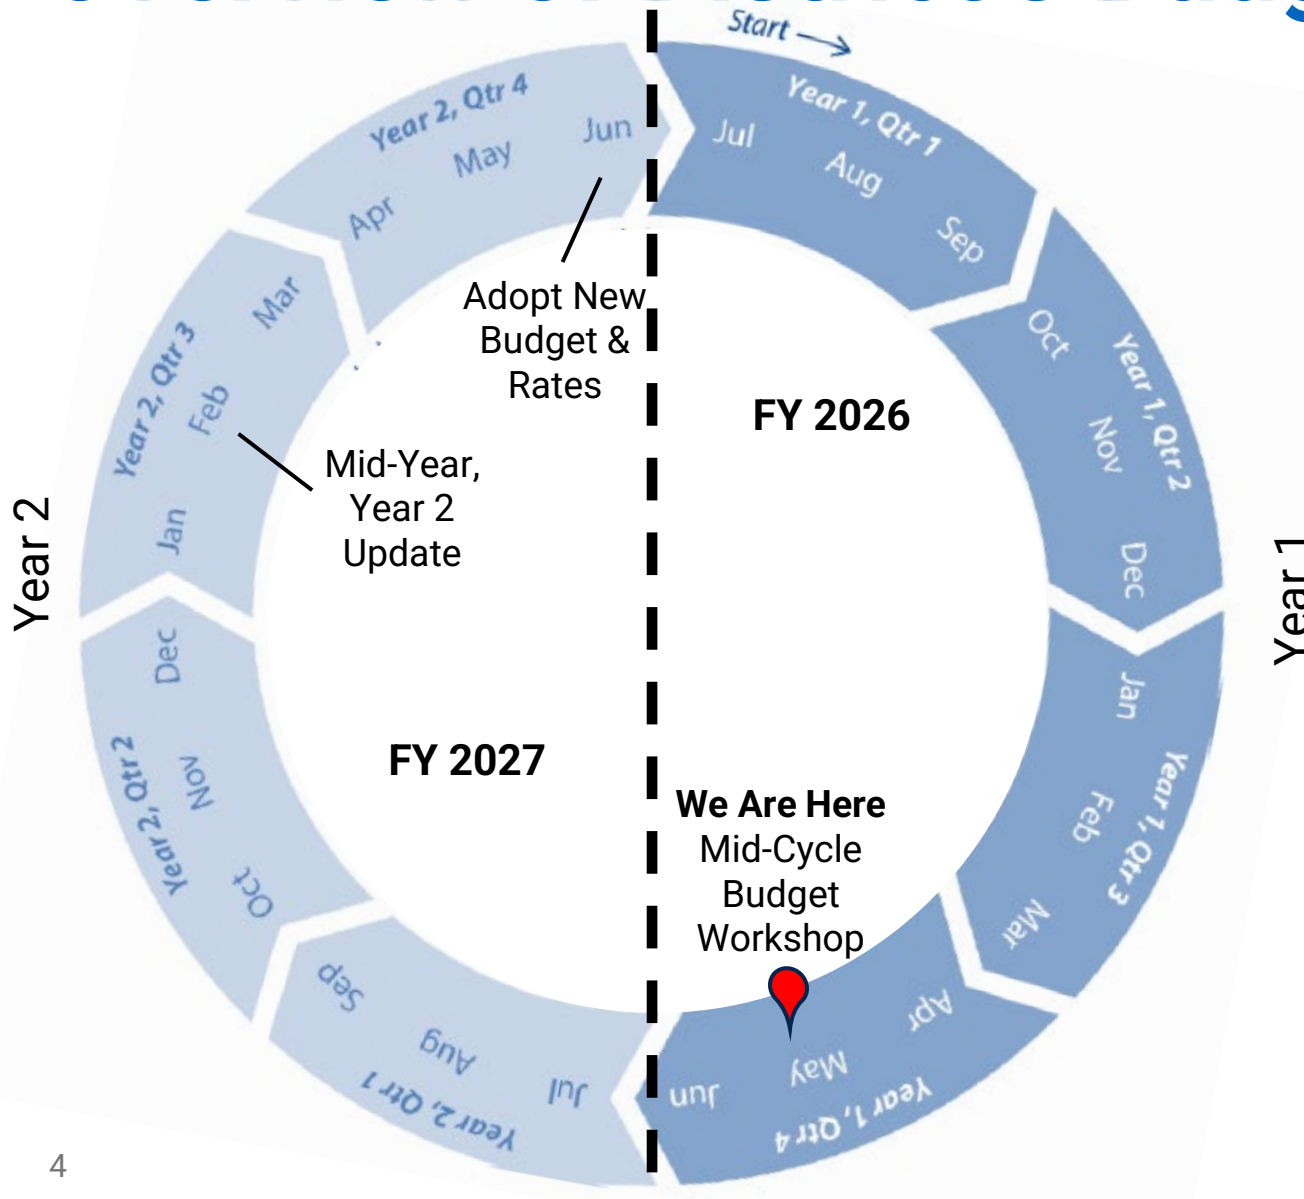 Start
Year 1, Qtr 1
Jul
Aug
Sep
Year 1, Qtr 2
Oct
Nov
Dec
Year 1, Qtr 3
Jan
Feb
Mar
Year 1, Qtr 4
Apr
May
Jun
Year 2, Qtr 1
Jul
Aug
Sep
Year 2, Qtr 2
Oct
Nov
Dec
Year 2, Qtr 3
Jan
Feb
Mar
Year 2, Qtr 4
Apr
May
Jun
Adopt New
Budget &
Rates
Mid-Year,
Year 2
Update
FY 2026
FY 2027
We Are Here
Mid-Cycle
Budget
Workshop
Year 2
Year 1
4